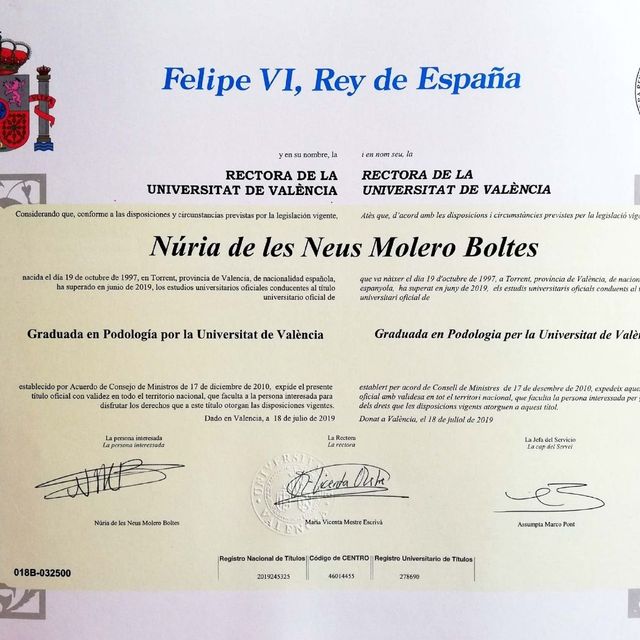 Felipe VI, Rey de España
y en su nombre, la
RECTORA DE LA
UNIVERSITAT DE VALÈNCIA
i en nom seu, la
RECTORA DE LA
UNIVERSITAT DE VALÈNCIA
Considerando que, conforme a las disposiciones y circunstancias previstas por la legislación vigente,
Atès que, d'acord amb les disposicions i circumstàncies previstes per la legislació
Núria de les Neus Molero Boltes
nacida el día 19 de octubre de 1997, en Torrent, provincia de Valencia, de nacionalidad española,
ha superado en junio de 2019, los estudios universitarios oficiales conducentes al título
universitario oficial de
que va nàixer el dia 19 d'octubre de 1997, a Torrent, província de València, de
espanyola, ha superat en juny de 2019, els estudis universitaris oficials conduents al
universitari oficial de
Graduada en Podología por la Universitat de València
Graduada en Podologia per la Universitat de
establecido por Acuerdo de Consejo de Ministros de 17 de diciembre de 2010, expide el presente
título oficial con validez en todo el territorio nacional, que faculta a la persona interesada para
disfrutar los derechos que a este título otorgan las disposiciones vigentes.
Dado en Valencia, a 18 de julio de 2019
establert per acord de Consell de Ministres de 17 de desembre de 2010, expedeix
oficial amb validesa en tot el territori nacional, que faculta la persona interessada per
dels drets que les disposicions vigents atorguen a aquest títol.
Donat a València, el 18 de juliol de 2019
La persona interesada
La persona interessada
La Rectora
La rectora
La Jefa del Servicio
La cap del Servei
Núria de les Neus Molero Boltes
María Vicenta Mestre Escrivà
Assumpta Marco Pont
Registro Nacional de Títulos
Código de CENTRO
Registro Universitario de Títulos
2019245325
46014455
278690
018B-032500